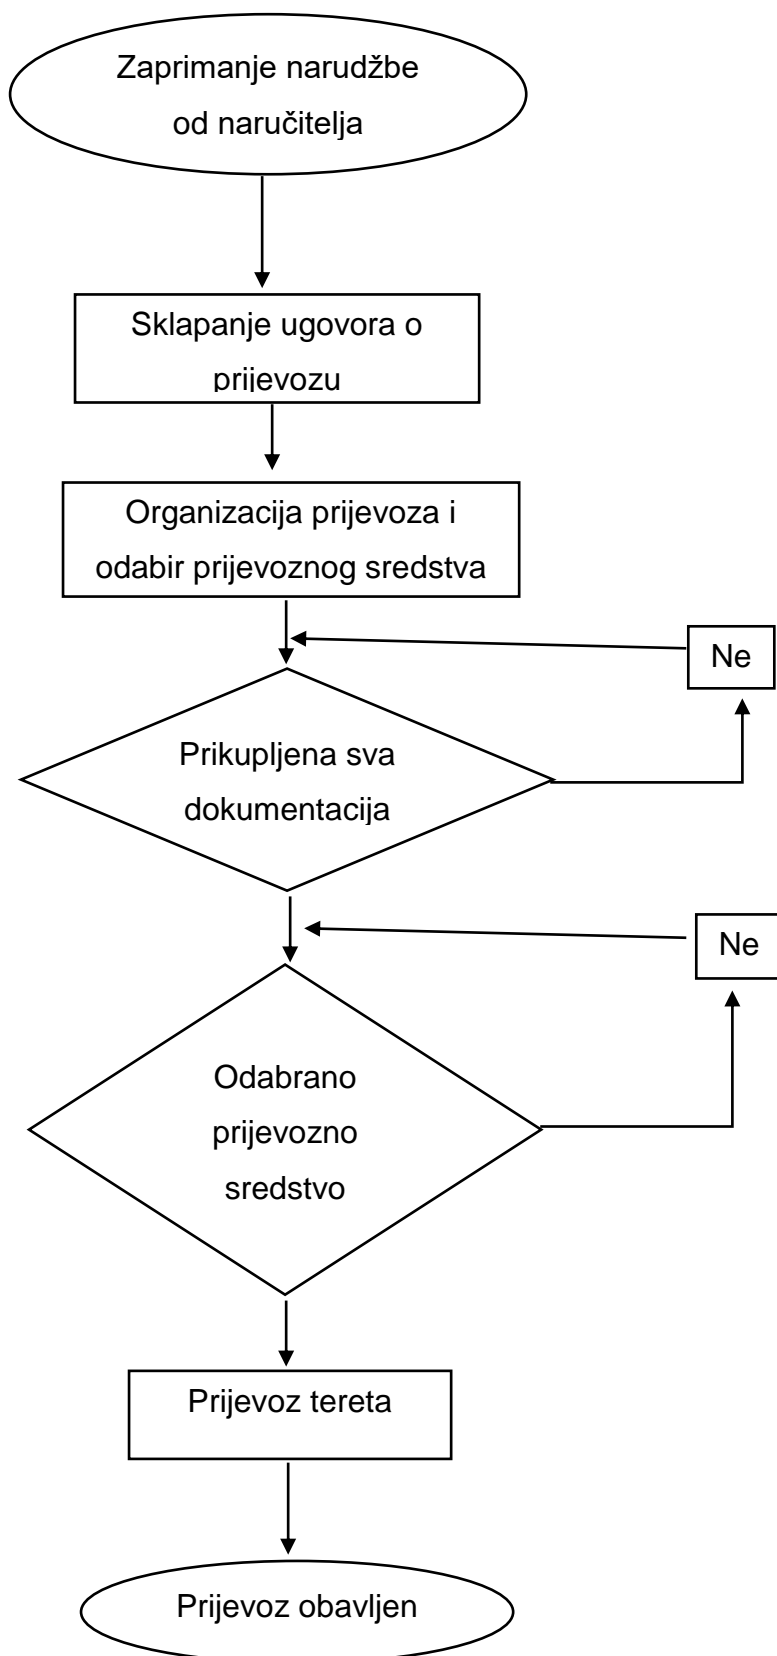 Zaprimanje narudžbe
od naručitelja
Sklapanje ugovora o
prijevozu
Organizacija prijevoza i
odabir prijevoznog sredstva
Ne
Prikupljena sva
dokumentacija
Ne
Odabrano
prijevozno
sredstvo
Prijevoz tereta
Prijevoz obavljen